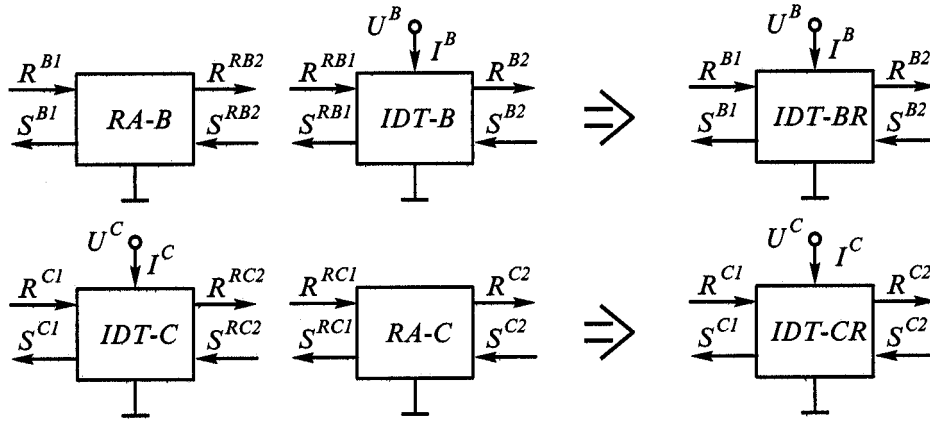 U^B U^B
I^B I^B
R^{B1} R^{RB2} R^{RB1} R^{B2} R^{B1} R^{B2}
RA-B IDT-B ⇒ IDT-BR
S^{B1} S^{RB2} S^{RB1} S^{B2} S^{B1} S^{B2}
U^C U^C
I^C I^C
R^{C1} R^{RC2} R^{RC1} R^{C2} R^{C1} R^{C2}
IDT-C RA-C ⇒ IDT-CR
S^{C1} S^{RC2} S^{RC1} S^{C2} S^{C1} S^{C2}